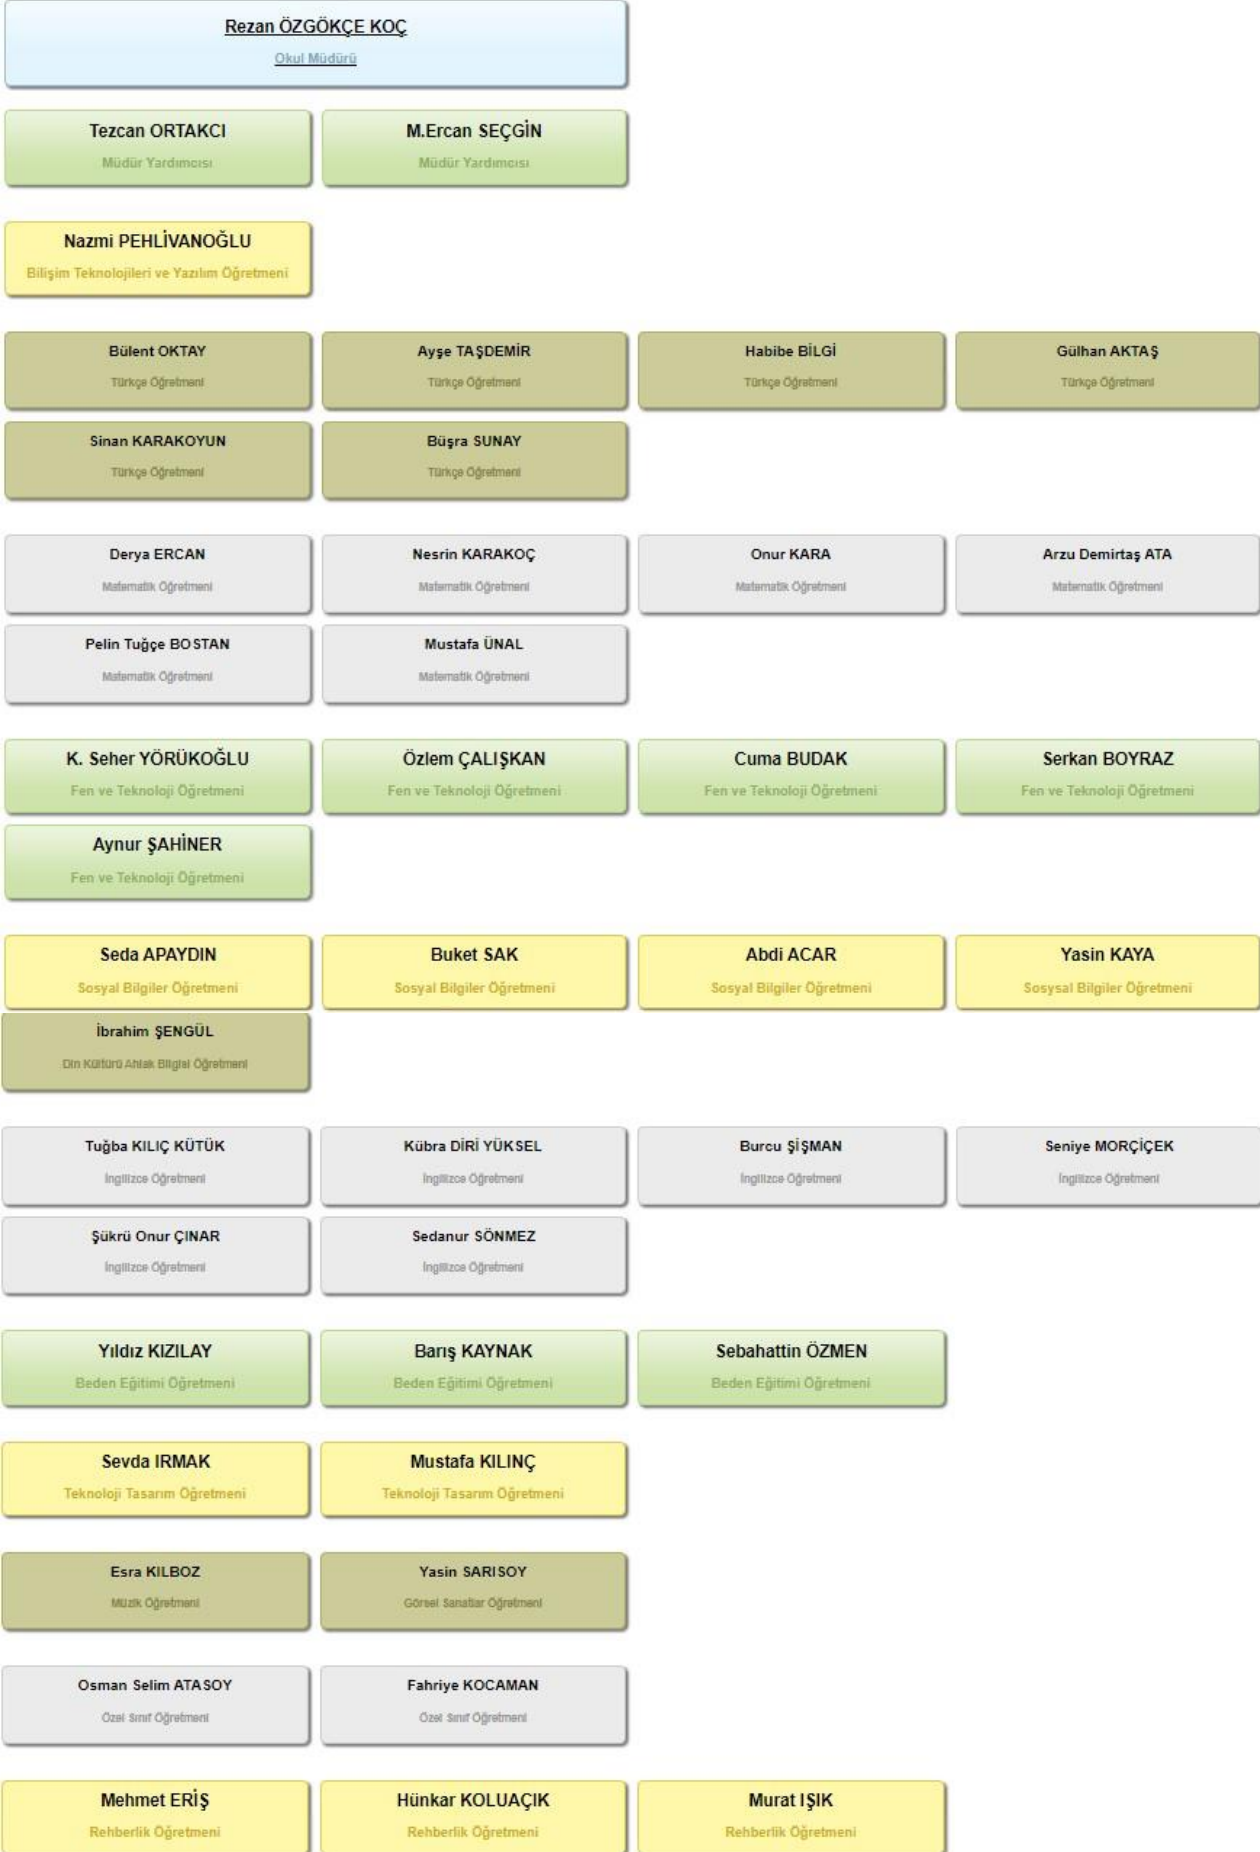 Rezan ÖZGÖKÇE KOÇ
Okul Müdürü
Tezcan ORTAKCI
Müdür Yardımcısı
M.Ercan SEÇGİN
Müdür Yardımcısı
Nazmi PEHLİVANOĞLU
Bilişim Teknolojileri ve Yazılım Öğretmeni
Bülent OKTAY
Türkçe Öğretmeni
Ayşe TAŞDEMİR
Türkçe Öğretmeni
Habibe BİLGİ
Türkçe Öğretmeni
Gülhan AKTAŞ
Türkçe Öğretmeni
Sinan KARAKOYUN
Türkçe Öğretmeni
Büşra SUNAY
Türkçe Öğretmeni
Derya ERCAN
Matematik Öğretmeni
Nesrin KARAKOÇ
Matematik Öğretmeni
Onur KARA
Matematik Öğretmeni
Arzu Demirtaş ATA
Matematik Öğretmeni
Pelin Tuğçe BOSTAN
Matematik Öğretmeni
Mustafa ÜNAL
Matematik Öğretmeni
K. Seher YÖRÜKOĞLU
Fen ve Teknoloji Öğretmeni
Özlem ÇALIŞKAN
Fen ve Teknoloji Öğretmeni
Cuma BUDAK
Fen ve Teknoloji Öğretmeni
Serkan BOYRAZ
Fen ve Teknoloji Öğretmeni
Aynur ŞAHİNER
Fen ve Teknoloji Öğretmeni
Seda APAYDIN
Sosyal Bilgiler Öğretmeni
Buket SAK
Sosyal Bilgiler Öğretmeni
Abdi ACAR
Sosyal Bilgiler Öğretmeni
Yasin KAYA
Sosysal Bilgiler Öğretmeni
İbrahim ŞENGÜL
Din Kültürü Ahlak Bilgisi Öğretmeni
Tuğba KILIÇ KÜTÜK
İngilizce Öğretmeni
Kübra DİRİ YÜKSEL
İngilizce Öğretmeni
Burcu ŞİŞMAN
İngilizce Öğretmeni
Seniye MORÇİÇEK
İngilizce Öğretmeni
Şükrü Onur ÇINAR
İngilizce Öğretmeni
Sedanur SÖNMEZ
İngilizce Öğretmeni
Yıldız KIZILAY
Beden Eğitimi Öğretmeni
Barış KAYNAK
Beden Eğitimi Öğretmeni
Sebahattin ÖZMEN
Beden Eğitimi Öğretmeni
Sevda IRMAK
Teknoloji Tasarım Öğretmeni
Mustafa KILINÇ
Teknoloji Tasarım Öğretmeni
Esra KILBOZ
Müzik Öğretmeni
Yasin SARISOY
Görsel Sanatlar Öğretmeni
Osman Selim ATASOY
Özel Sınıf Öğretmeni
Fahriye KOCAMAN
Özel Sınıf Öğretmeni
Mehmet ERİŞ
Rehberlik Öğretmeni
Hünkar KOLUAÇIK
Rehberlik Öğretmeni
Murat IŞIK
Rehberlik Öğretmeni